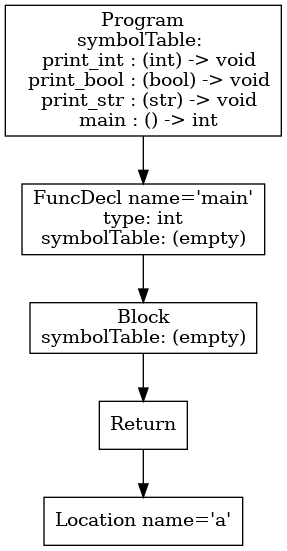 Program
symbolTable:
print_int : (int) -> void
print_bool : (bool) -> void
print_str : (str) -> void
main : () -> int
FuncDecl name='main'
type: int
symbolTable: (empty)
Block
symbolTable: (empty)
Return
Location name='a'